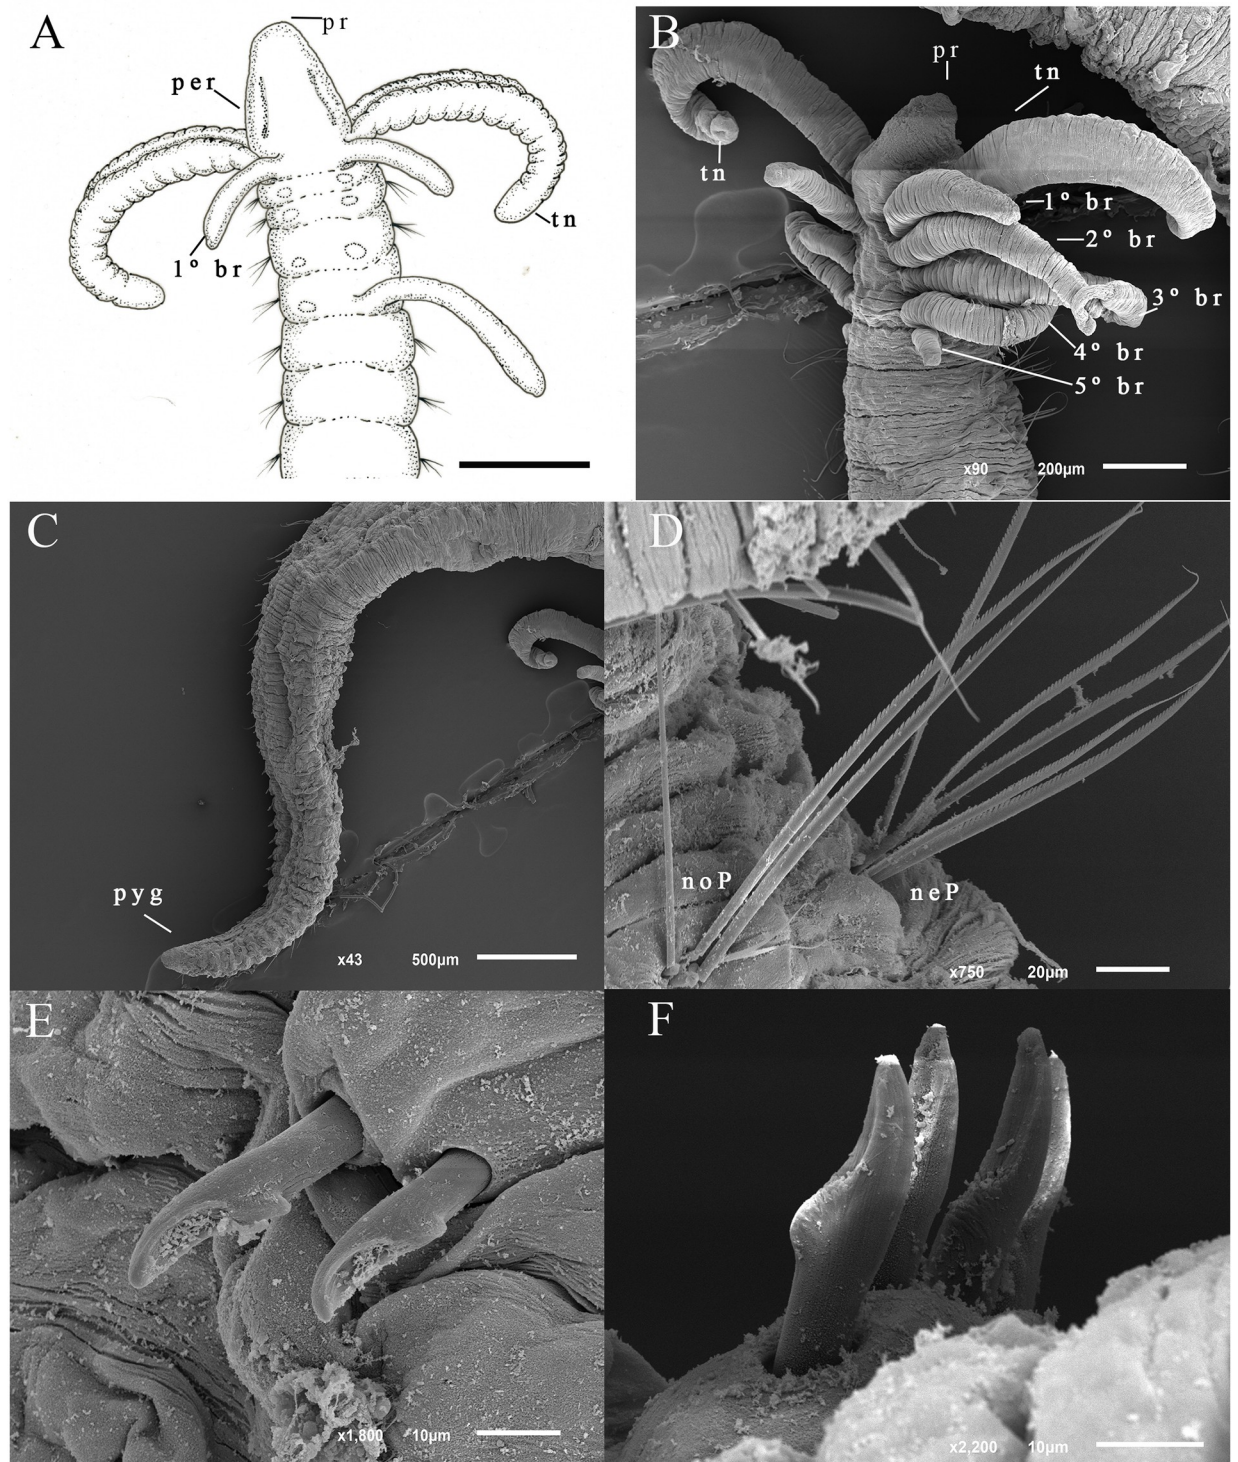 A
pr
per
tn
1° br
B
pr
tn
tn
1° br
2° br
3° br
4° br
5° br
x90 200µm
C
pyg
x43 500µm
D
noP
neP
x750 20µm
E
x1,800 10µm
F
x2,200 10µm